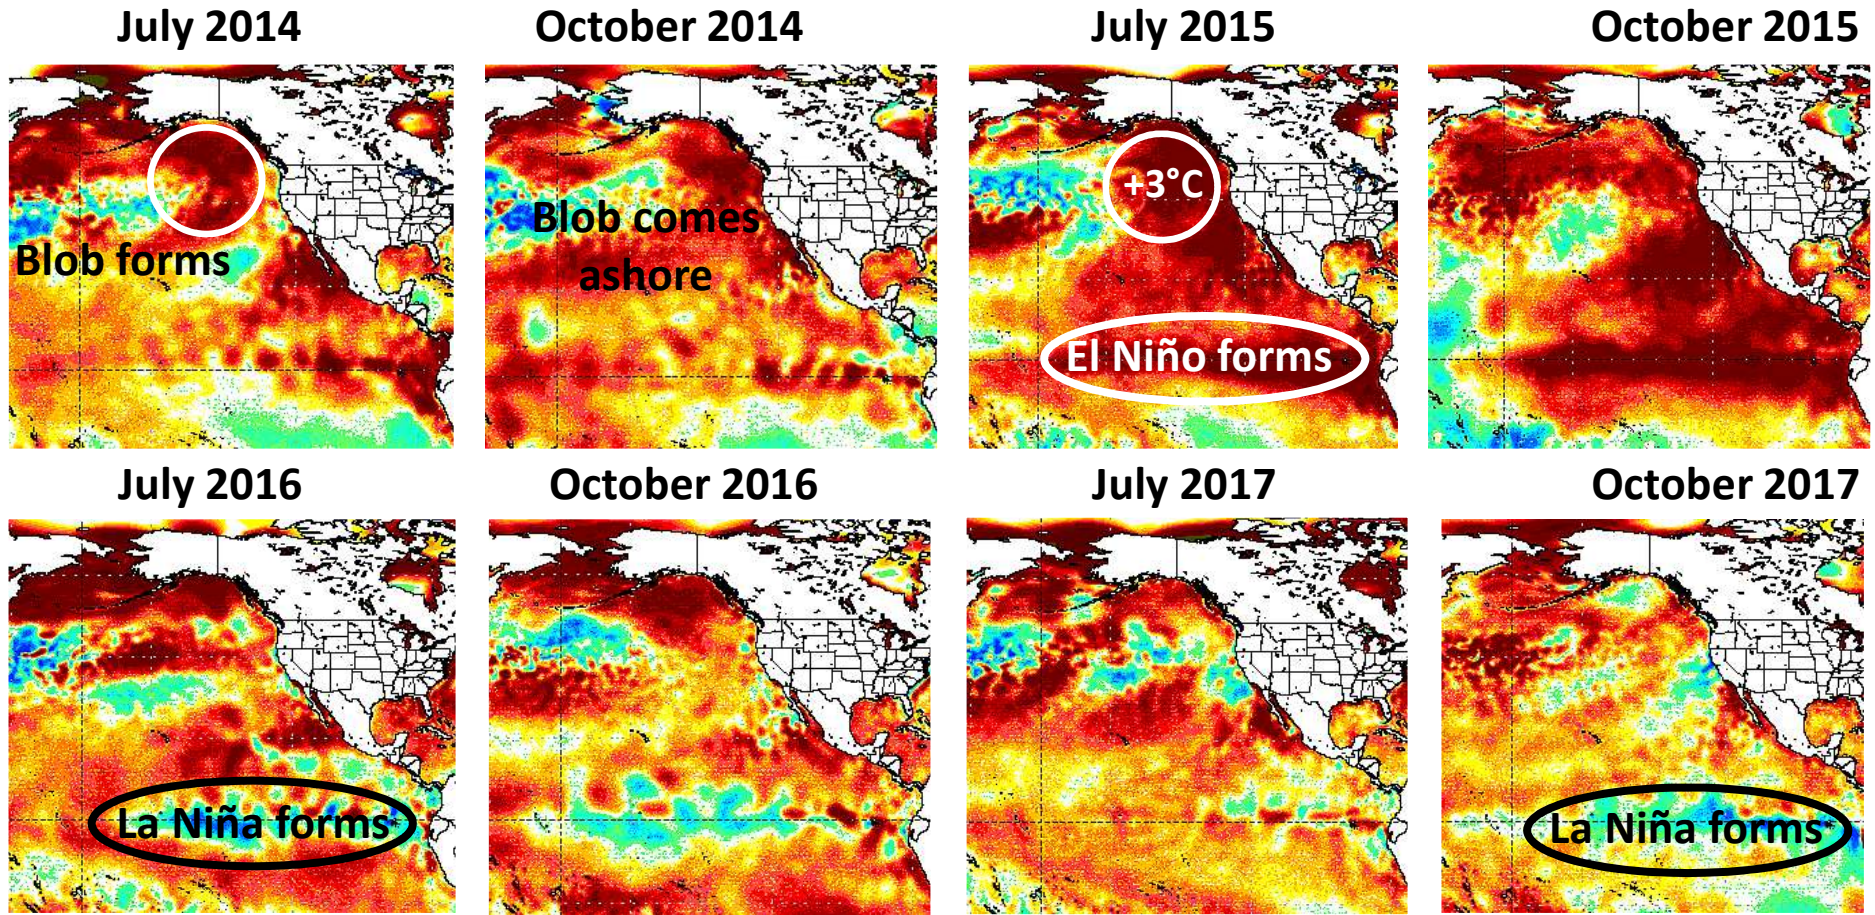 July 2014
October 2014
July 2015
October 2015
Blob forms
Blob comes
ashore
+3°C
El Niño forms
July 2016
October 2016
July 2017
October 2017
La Niña forms
La Niña forms